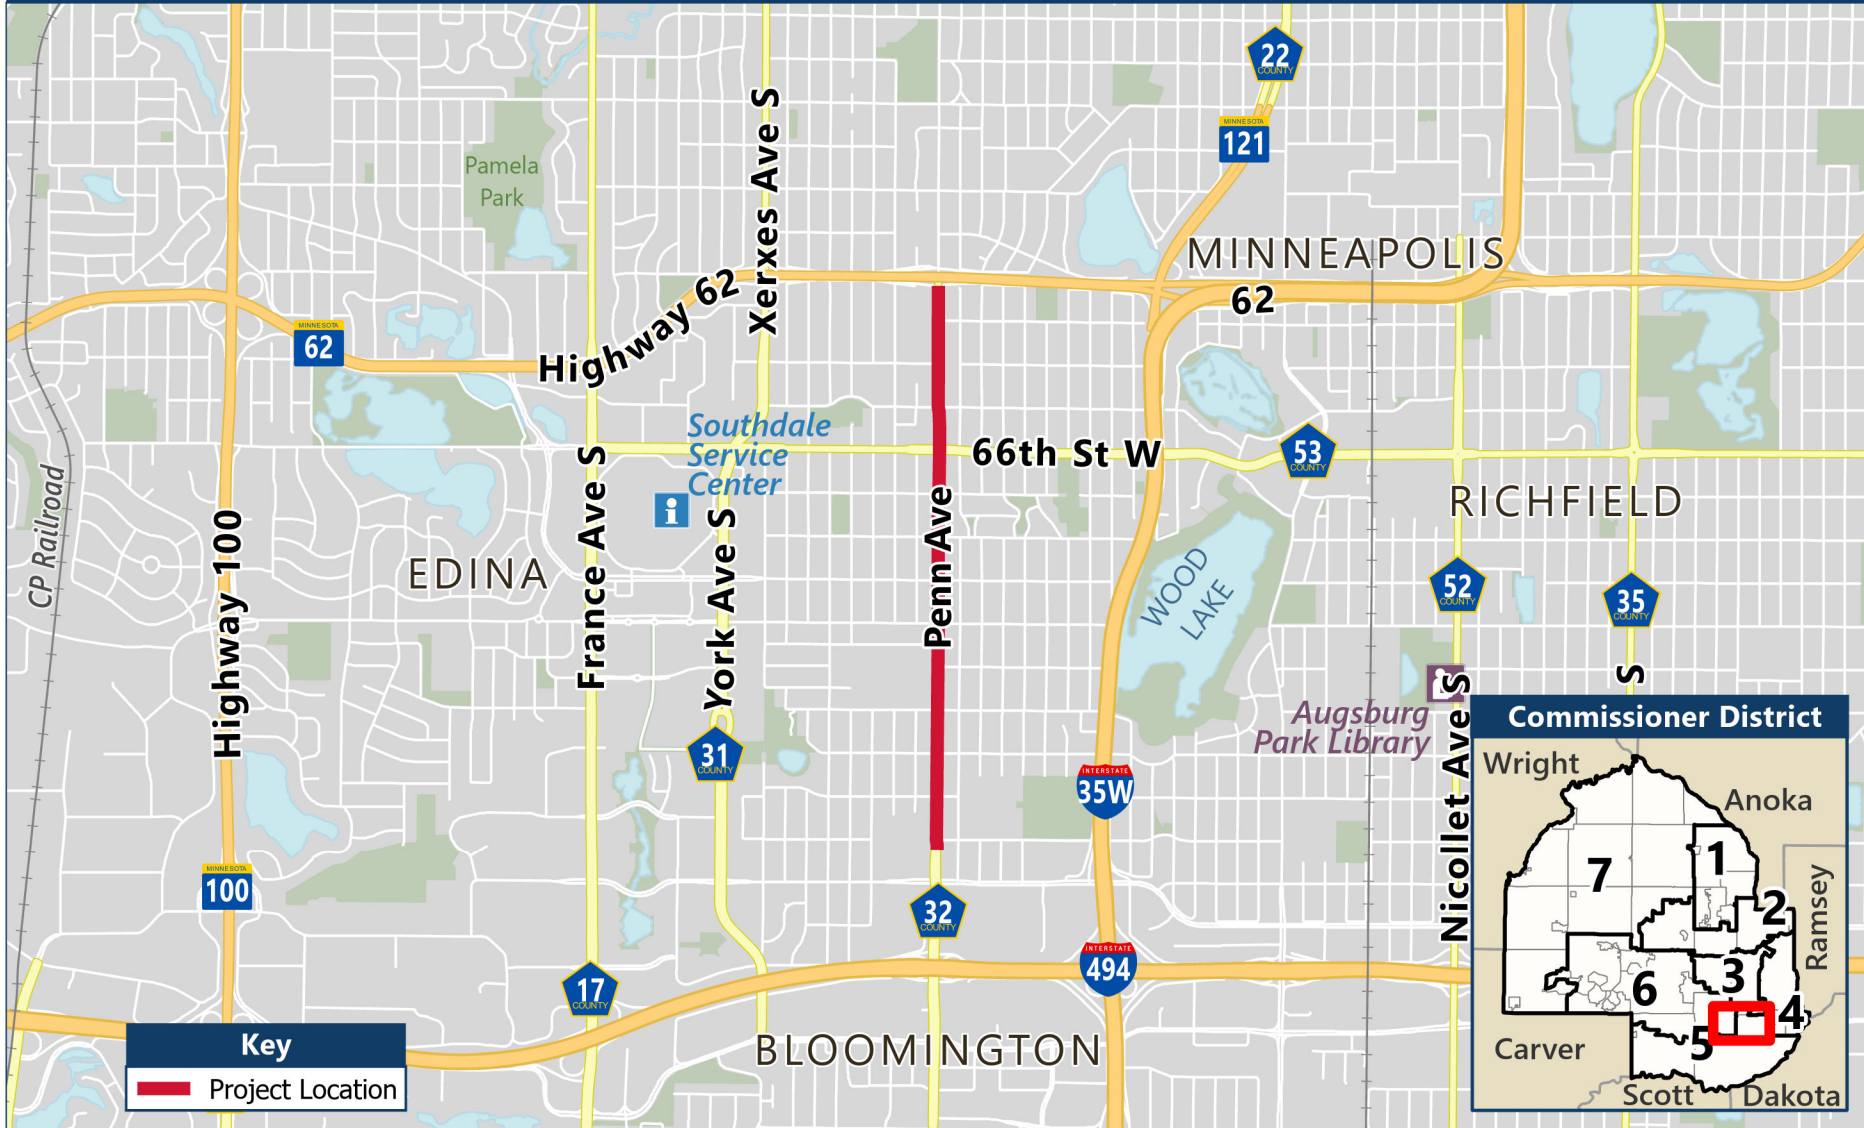 22
COUNTY
MINNESOTA
121
Xerxes Ave S
Pamela
Park
MINNEAPOLIS
62
Highway 62
MINNESOTA
62
Southdale
Service
Center
66th St W
53
COUNTY
RICHFIELD
CP Railroad
Highway 100
EDINA
France Ave S
York Ave S
Penn Ave
WOOD
LAKE
52
COUNTY
35
COUNTY
S
Augsburg
Park Library
Nicollet Ave S
31
COUNTY
INTERSTATE
35W
MINNESOTA
100
32
COUNTY
INTERSTATE
494
17
COUNTY
BLOOMINGTON
Key
Project Location
Commissioner District
Wright
Anoka
7
1
2
Ramsey
3
6
4
5
Carver
Scott
Dakota